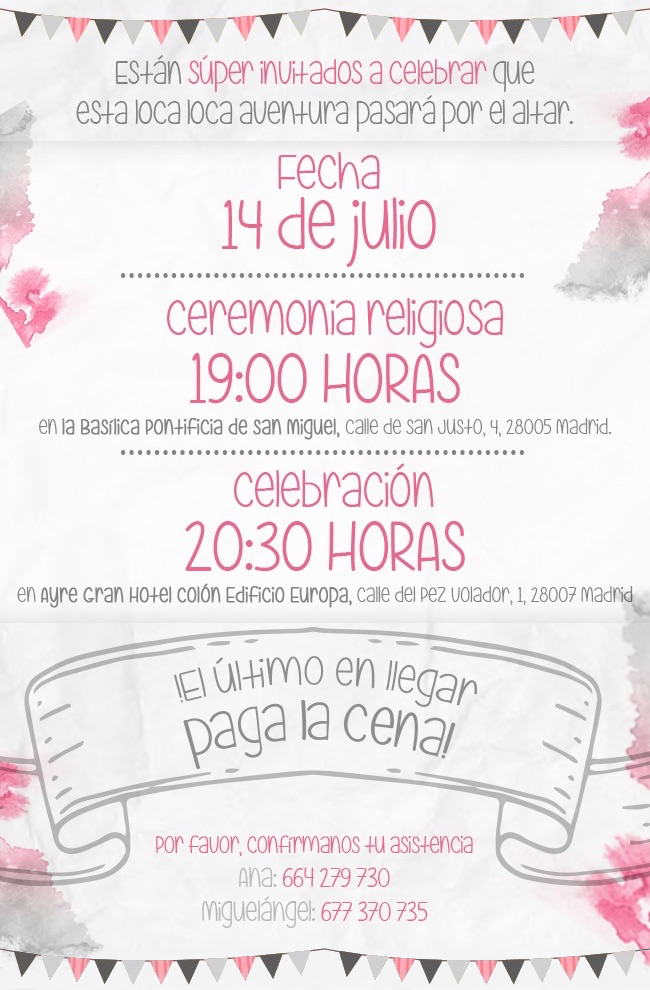 Están súper invitados a celebrar que
esta loca loca aventura pasará por el altar.
Fecha
14 de julio
ceremonia religiosa
19:00 HORAS
en la Basílica Pontificia de San Miguel, calle de San Justo, 4, 28005 Madrid.
celebración
20:30 HORAS
en Ayre Gran Hotel Colón Edificio Europa, calle del Pez Volador, 1, 28007 Madrid
¡El último en llegar
paga la cena!
Por favor, confírmanos tu asistencia
Ana: 664 279 730
Miguelángel: 677 370 735